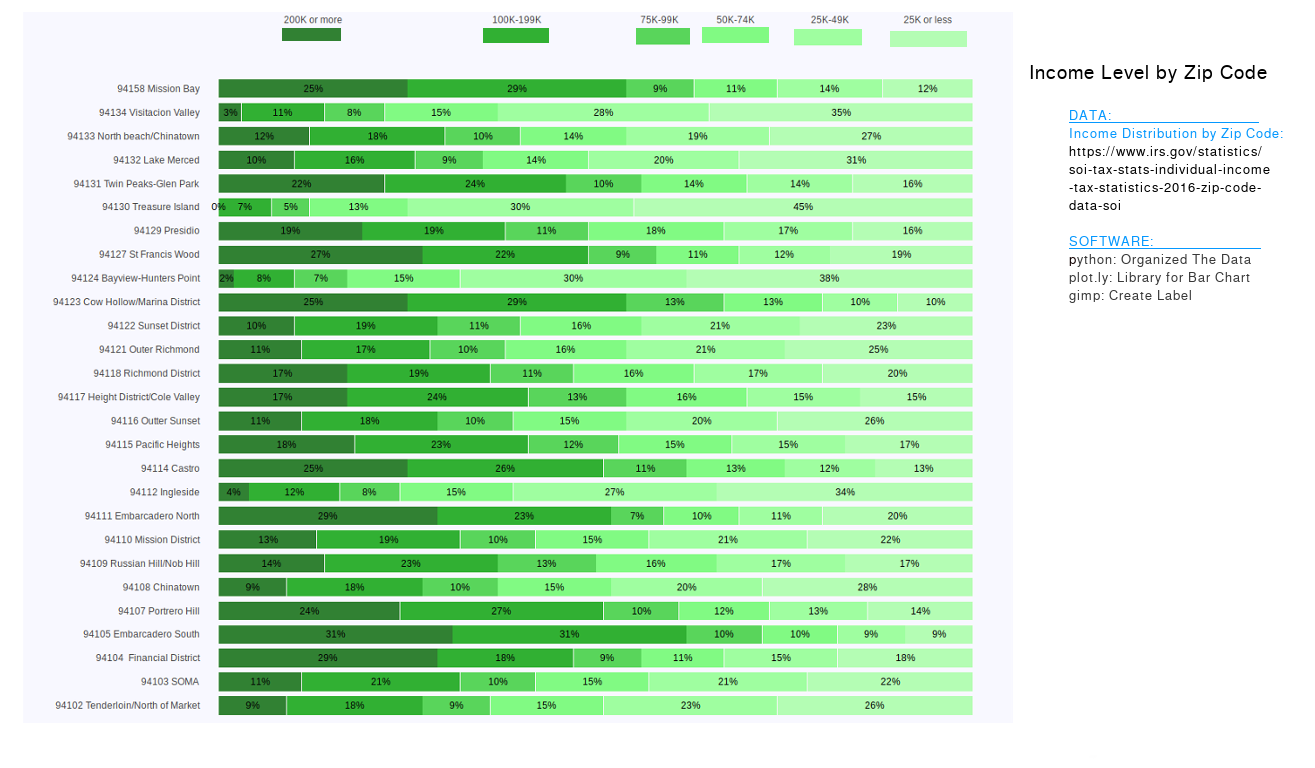 200K or more 100K-199K 75K-99K 50K-74K 25K-49K 25K or less
Income Level by Zip Code
94158 Mission Bay 25% 29% 9% 11% 14% 12%
94134 Visitacion Valley 3% 11% 8% 15% 28% 35%
94133 North beach/Chinatown 12% 18% 10% 14% 19% 27%
94132 Lake Merced 10% 16% 9% 14% 20% 31%
94131 Twin Peaks-Glen Park 22% 24% 10% 14% 14% 16%
94130 Treasure Island 0% 7% 5% 13% 30% 45%
94129 Presidio 19% 19% 11% 18% 17% 16%
94127 St Francis Wood 27% 22% 9% 11% 12% 19%
94124 Bayview-Hunters Point 2% 8% 7% 15% 30% 38%
94123 Cow Hollow/Marina District 25% 29% 13% 13% 10% 10%
94122 Sunset District 10% 19% 11% 16% 21% 23%
94121 Outer Richmond 11% 17% 10% 16% 21% 25%
94118 Richmond District 17% 19% 11% 16% 17% 20%
94117 Height District/Cole Valley 17% 24% 13% 16% 15% 15%
94116 Outter Sunset 11% 18% 10% 15% 20% 26%
94115 Pacific Heights 18% 23% 12% 15% 15% 17%
94114 Castro 25% 26% 11% 13% 12% 13%
94112 Ingleside 4% 12% 8% 15% 27% 34%
94111 Embarcadero North 29% 23% 7% 10% 11% 20%
94110 Mission District 13% 19% 10% 15% 21% 22%
94109 Russian Hill/Nob Hill 14% 23% 13% 16% 17% 17%
94108 Chinatown 9% 18% 10% 15% 20% 28%
94107 Portrero Hill 24% 27% 10% 12% 13% 14%
94105 Embarcadero South 31% 31% 10% 10% 9% 9%
94104 Financial District 29% 18% 9% 11% 15% 18%
94103 SOMA 11% 21% 10% 15% 21% 22%
94102 Tenderloin/North of Market 9% 18% 9% 15% 23% 26%
DATA:
Income Distribution by Zip Code:
https://www.irs.gov/statistics/
soi-tax-stats-individual-income
-tax-statistics-2016-zip-code-
data-soi
SOFTWARE:
python: Organized The Data
plot.ly: Library for Bar Chart
gimp: Create Label